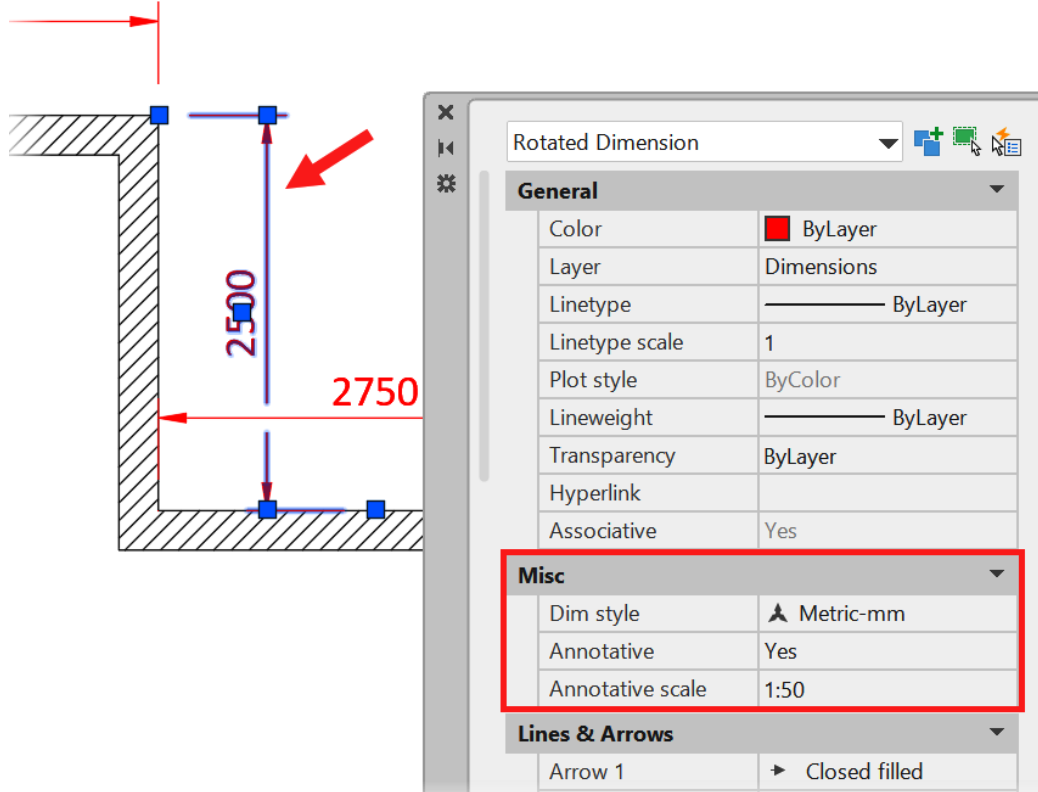 2500
2750
Rotated Dimension
General
Color ByLayer
Layer Dimensions
Linetype ByLayer
Linetype scale 1
Plot style ByColor
Lineweight ByLayer
Transparency ByLayer
Hyperlink
Associative Yes
Misc
Dim style Metric-mm
Annotative Yes
Annotative scale 1:50
Lines & Arrows
Arrow 1 Closed filled